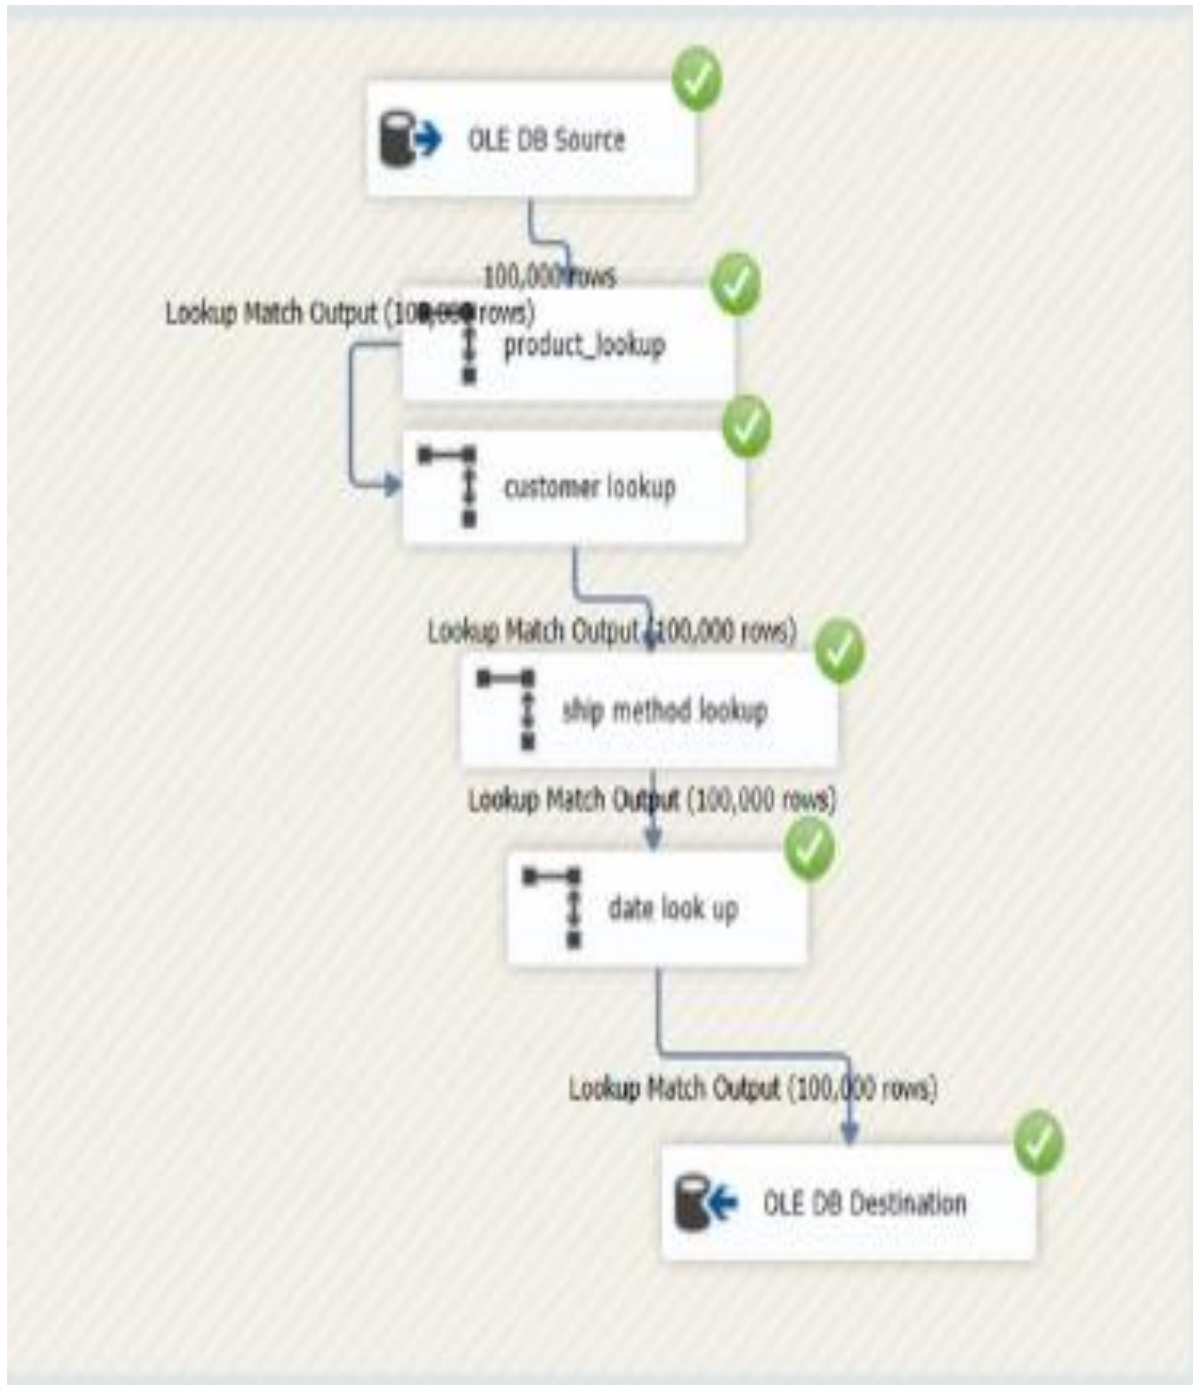 OLE DB Source
100,000 rows
Lookup Match Output (100,000 rows)
product_lookup
customer lookup
Lookup Match Output (100,000 rows)
ship method lookup
Lookup Match Output (100,000 rows)
date look up
Lookup Match Output (100,000 rows)
OLE DB Destination